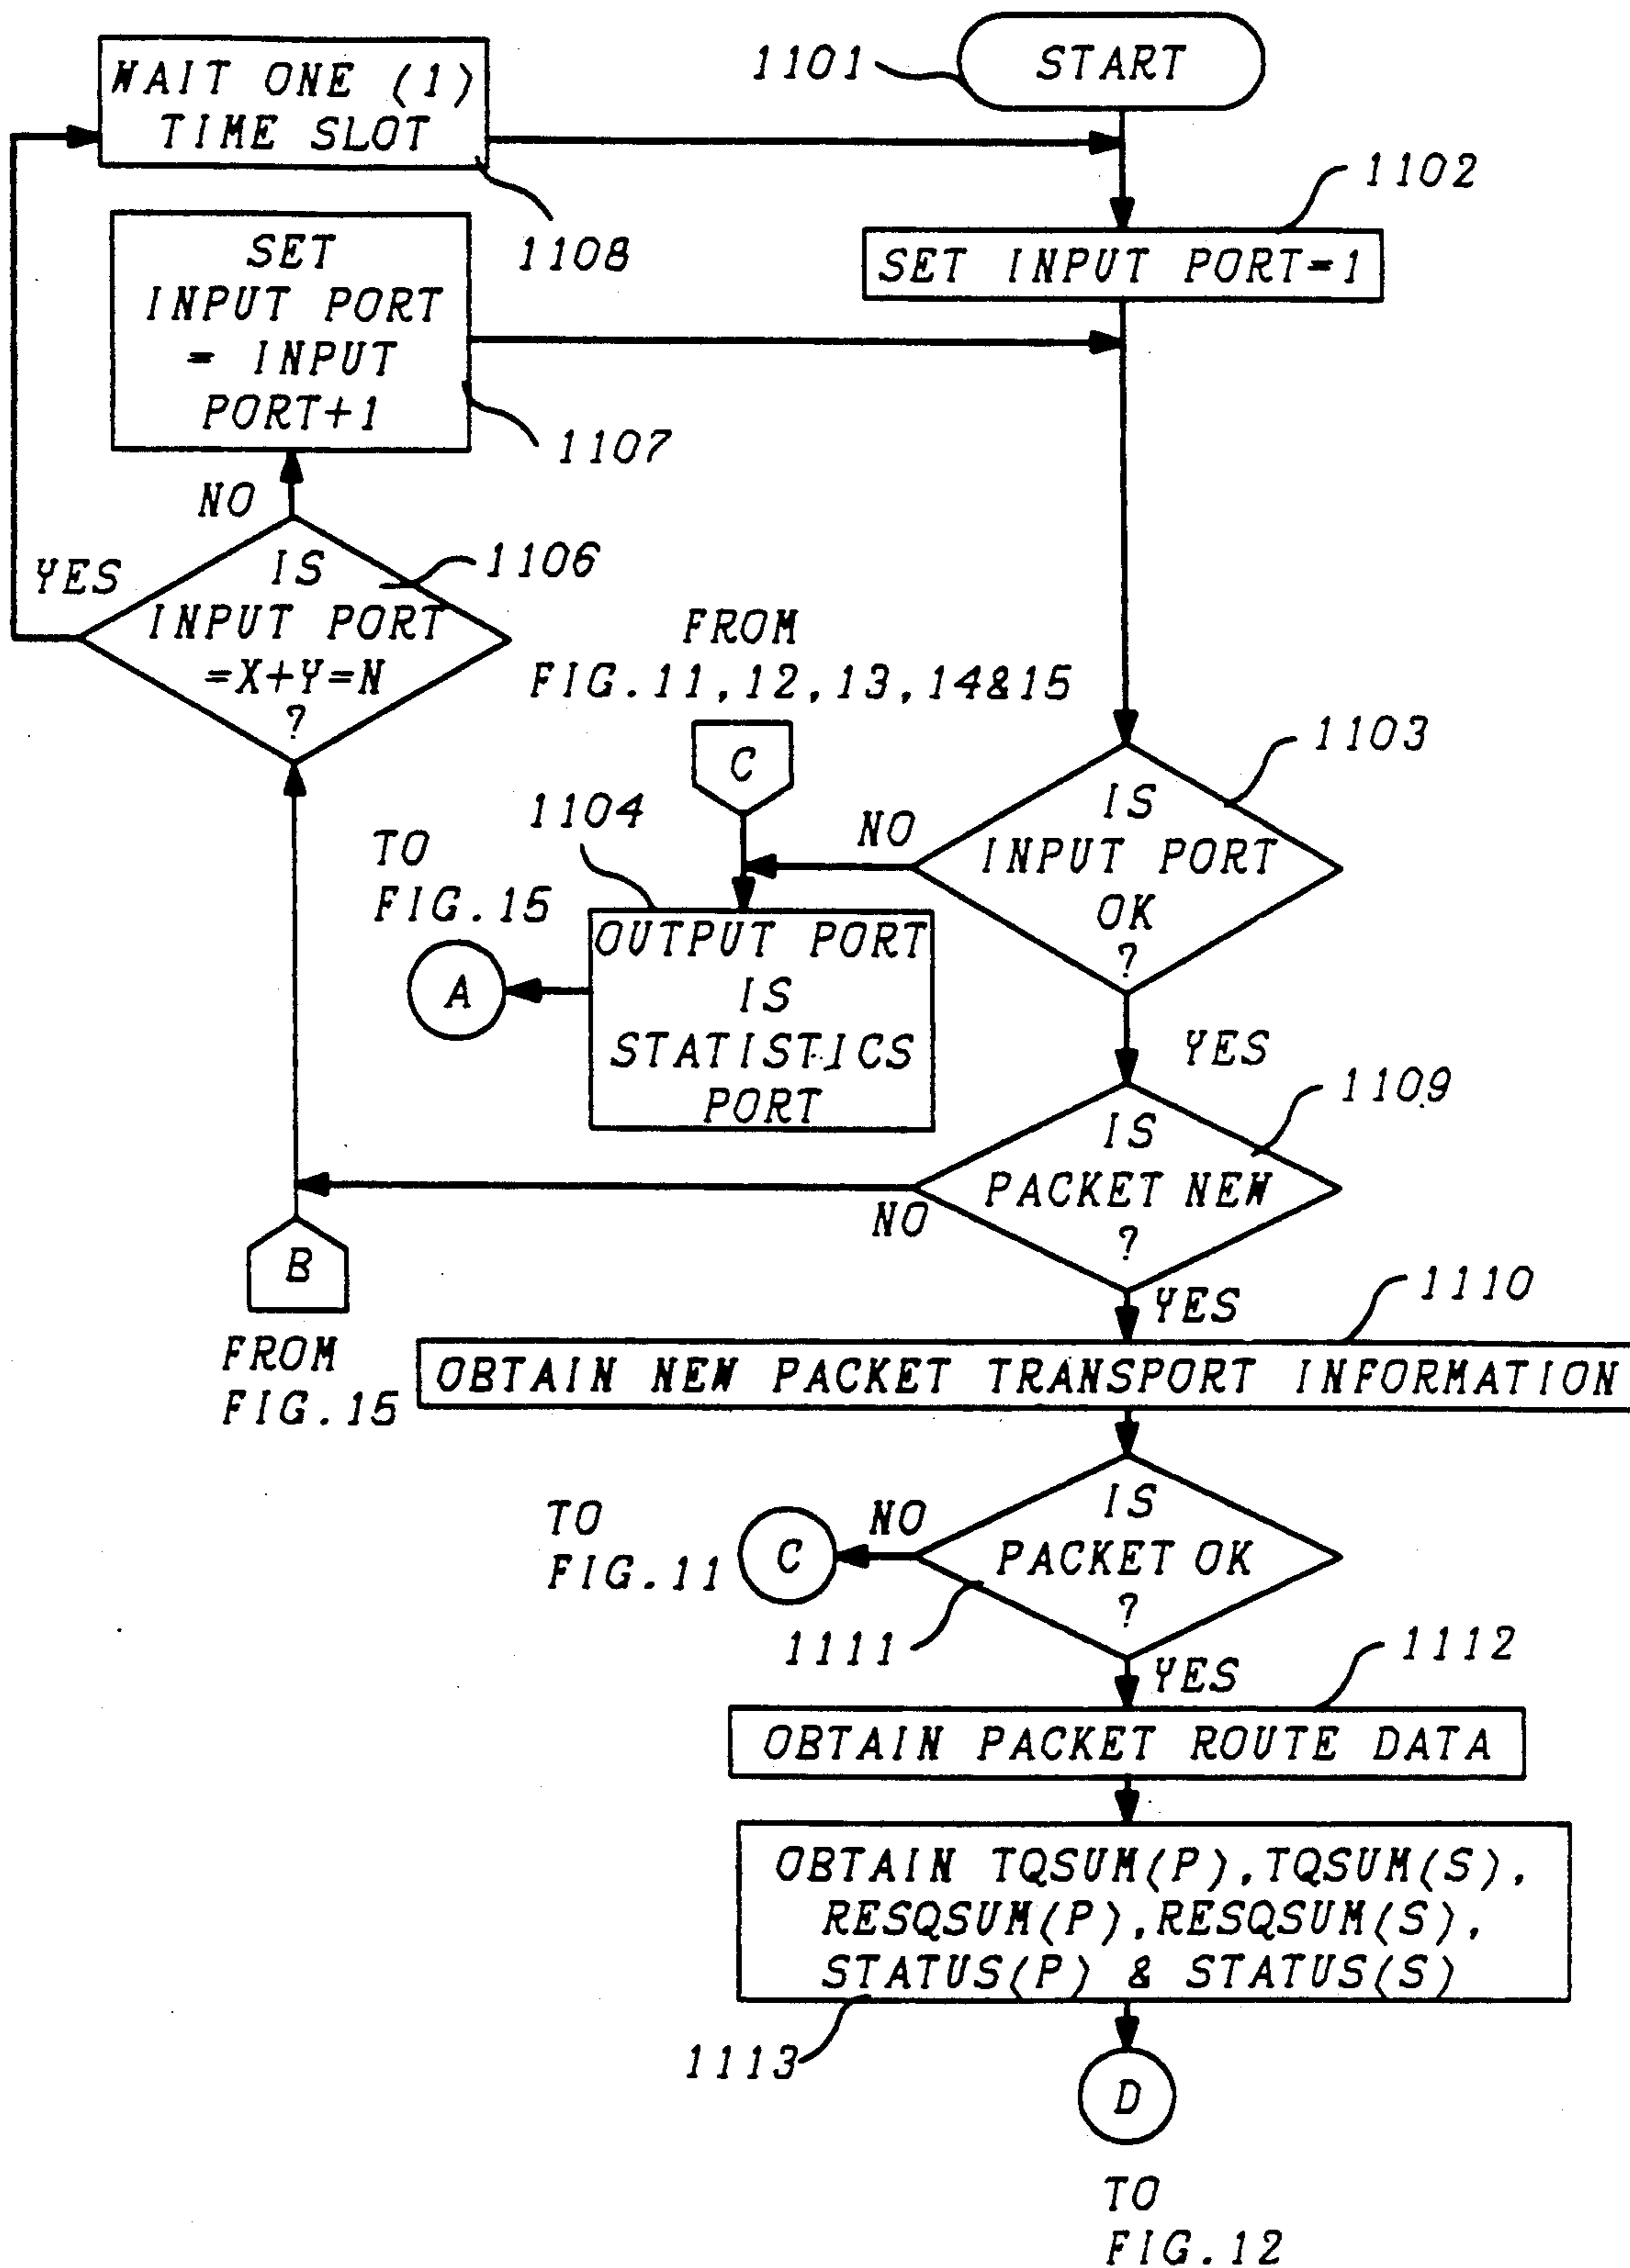 START
1101
WAIT ONE (1)
TIME SLOT
1108
1102
SET INPUT PORT=1
SET
INPUT PORT
= INPUT
PORT+1
1107
NO
YES
IS
INPUT PORT
=X+Y=N
?
1106
FROM
FIG.11,12,13,14&15
C
1103
IS
INPUT PORT
OK
?
NO
1104
TO
FIG.15
A
OUTPUT PORT
IS
STATISTICS
PORT
YES
1109
IS
PACKET NEW
?
NO
B
FROM
FIG.15
YES
1110
OBTAIN NEW PACKET TRANSPORT INFORMATION
IS
PACKET OK
?
NO
C
TO
FIG.11
1111
YES
1112
OBTAIN PACKET ROUTE DATA
OBTAIN TQSUM(P),TQSUM(S),
RESQSUM(P),RESQSUM(S),
STATUS(P) & STATUS(S)
1113
D
TO
FIG.12